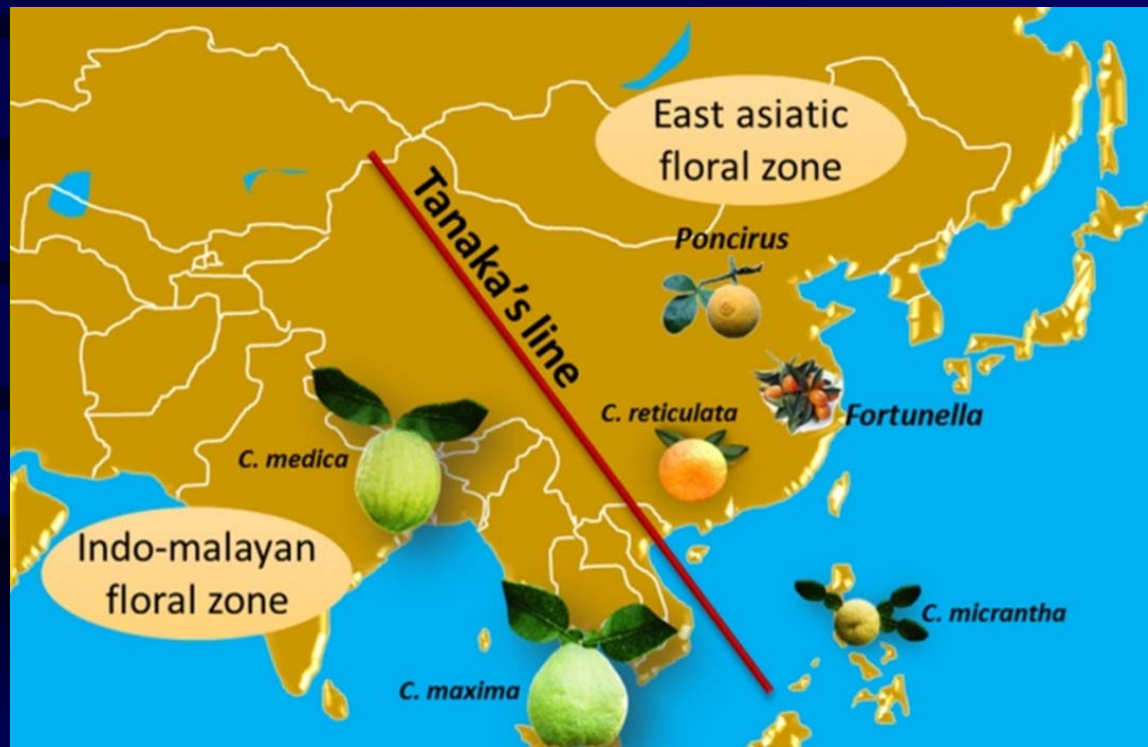 East asiatic
floral zone
Tanaka's line
Poncirus
C. reticulata
Fortunella
C. medica
Indo-malayan
floral zone
C. micrantha
C. maxima